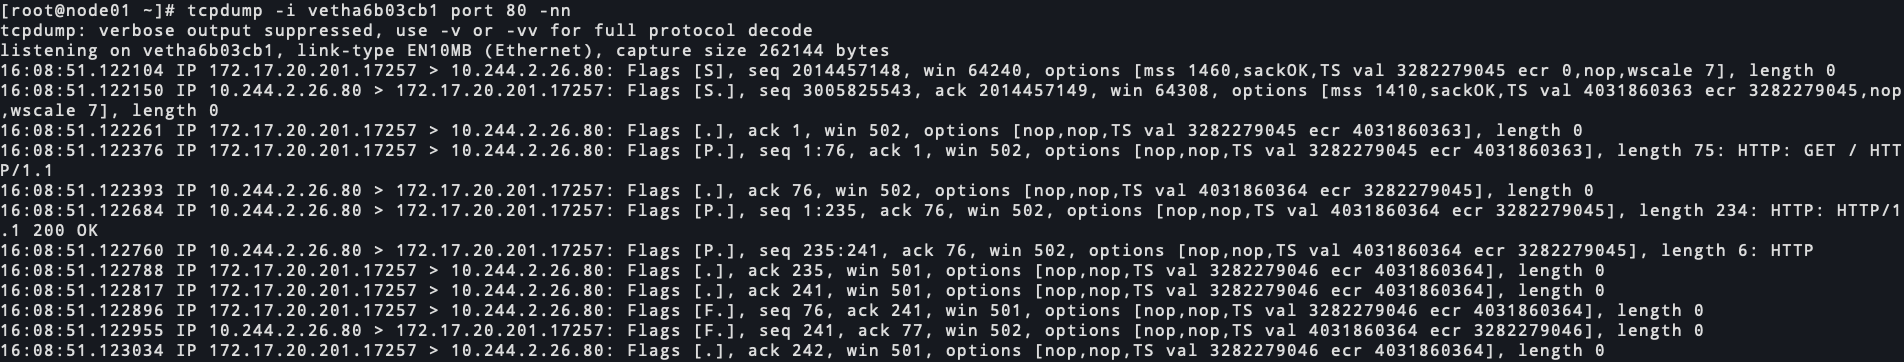 [root@node01 ~]# tcpdump -i vetha6b03cb1 port 80 -nn
tcpdump: verbose output suppressed, use -v or -vv for full protocol decode
listening on vetha6b03cb1, link-type EN10MB (Ethernet), capture size 262144 bytes
16:08:51.122104 IP 172.17.20.201.17257 > 10.244.2.26.80: Flags [S], seq 2014457148, win 64240, options [mss 1460,sackOK,TS val 3282279045 ecr 0,nop,wscale 7], length 0
16:08:51.122150 IP 10.244.2.26.80 > 172.17.20.201.17257: Flags [S.], seq 3005825543, ack 2014457149, win 64308, options [mss 1410,sackOK,TS val 4031860363 ecr 3282279045,nop
,wscale 7], length 0
16:08:51.122261 IP 172.17.20.201.17257 > 10.244.2.26.80: Flags [.], ack 1, win 502, options [nop,nop,TS val 3282279045 ecr 4031860363], length 0
16:08:51.122376 IP 172.17.20.201.17257 > 10.244.2.26.80: Flags [P.], seq 1:76, ack 1, win 502, options [nop,nop,TS val 3282279045 ecr 4031860363], length 75: HTTP: GET / HTT
P/1.1
16:08:51.122393 IP 10.244.2.26.80 > 172.17.20.201.17257: Flags [.], ack 76, win 502, options [nop,nop,TS val 4031860364 ecr 3282279045], length 0
16:08:51.122684 IP 10.244.2.26.80 > 172.17.20.201.17257: Flags [P.], seq 1:235, ack 76, win 502, options [nop,nop,TS val 4031860364 ecr 3282279045], length 234: HTTP: HTTP/1
.1 200 OK
16:08:51.122760 IP 10.244.2.26.80 > 172.17.20.201.17257: Flags [P.], seq 235:241, ack 76, win 502, options [nop,nop,TS val 4031860364 ecr 3282279045], length 6: HTTP
16:08:51.122788 IP 172.17.20.201.17257 > 10.244.2.26.80: Flags [.], ack 235, win 501, options [nop,nop,TS val 3282279046 ecr 4031860364], length 0
16:08:51.122817 IP 172.17.20.201.17257 > 10.244.2.26.80: Flags [.], ack 241, win 501, options [nop,nop,TS val 3282279046 ecr 4031860364], length 0
16:08:51.122896 IP 172.17.20.201.17257 > 10.244.2.26.80: Flags [F.], seq 76, ack 241, win 501, options [nop,nop,TS val 3282279046 ecr 4031860364], length 0
16:08:51.122955 IP 10.244.2.26.80 > 172.17.20.201.17257: Flags [F.], seq 241, ack 77, win 502, options [nop,nop,TS val 4031860364 ecr 3282279046], length 0
16:08:51.123034 IP 172.17.20.201.17257 > 10.244.2.26.80: Flags [.], ack 242, win 501, options [nop,nop,TS val 3282279046 ecr 4031860364], length 0